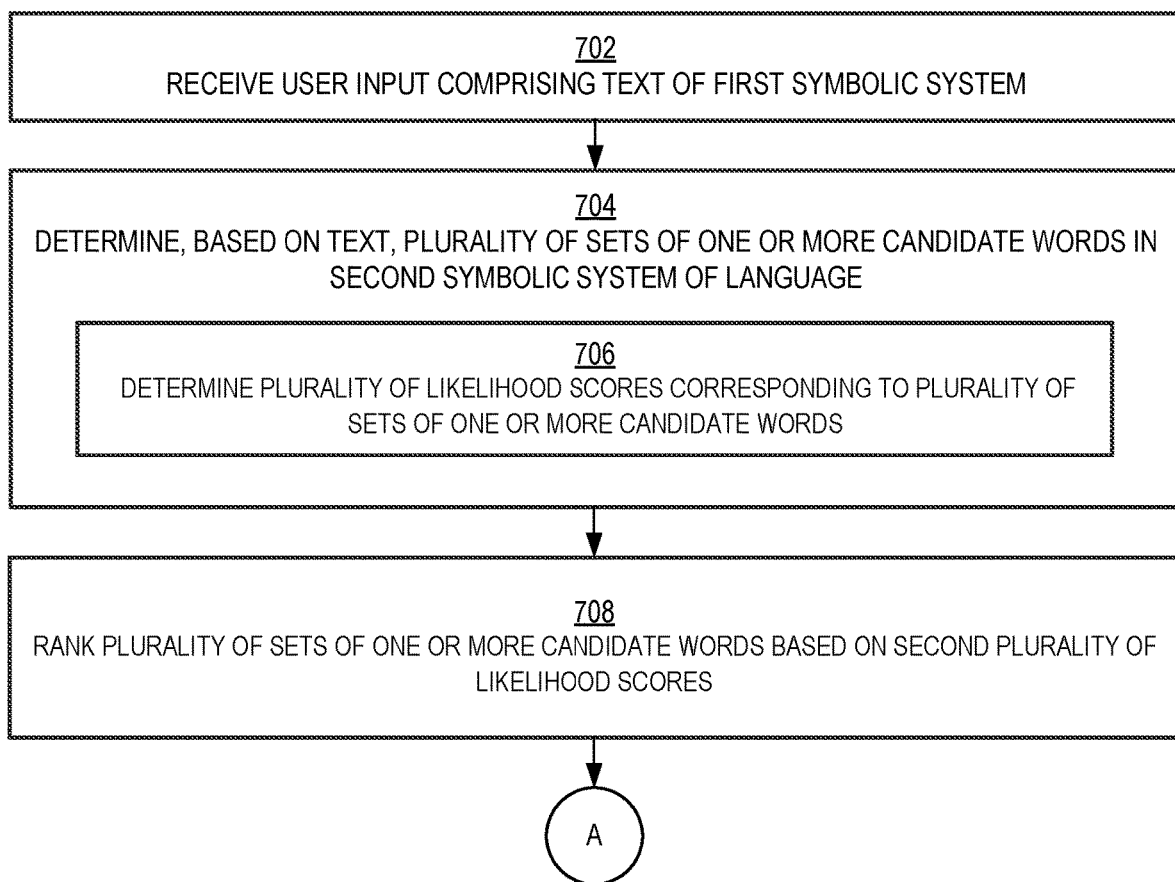 702
RECEIVE USER INPUT COMPRISING TEXT OF FIRST SYMBOLIC SYSTEM
704
DETERMINE, BASED ON TEXT, PLURALITY OF SETS OF ONE OR MORE CANDIDATE WORDS IN
SECOND SYMBOLIC SYSTEM OF LANGUAGE
706
DETERMINE PLURALITY OF LIKELIHOOD SCORES CORRESPONDING TO PLURALITY OF
SETS OF ONE OR MORE CANDIDATE WORDS
708
RANK PLURALITY OF SETS OF ONE OR MORE CANDIDATE WORDS BASED ON SECOND PLURALITY OF
LIKELIHOOD SCORES
A